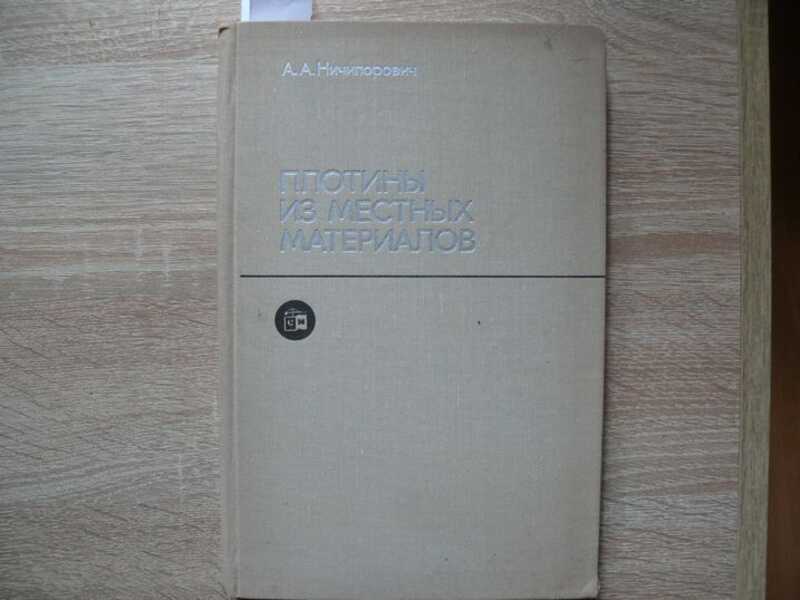 А. А. Ничипорович
ПЛОТИНЫ
ИЗ МЕСТНЫХ
МАТЕРИАЛОВ